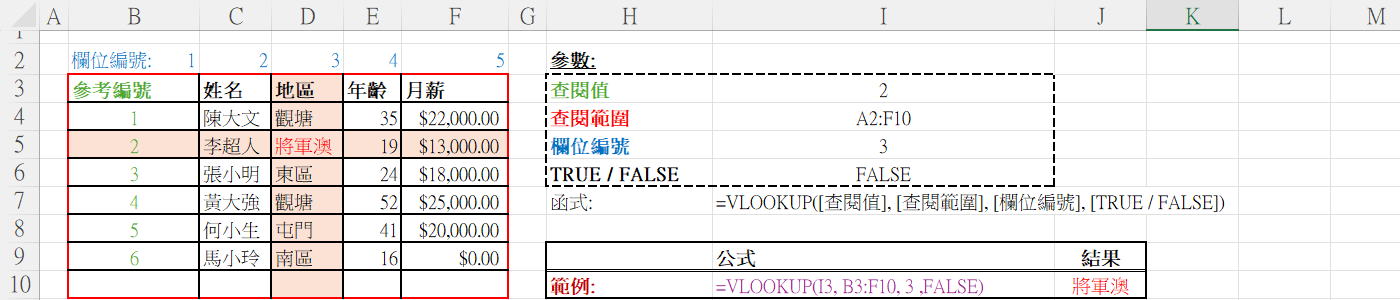 A B C D E F G H I J K L M
1
2 欄位編號: 1 2 3 4 5 參數:
3 參考編號 姓名 地區 年齡 月薪 查閱值 2
4 1 陳大文 觀塘 35 $22,000.00 查閱範圍 A2:F10
5 2 李超人 將軍澳 19 $13,000.00 欄位編號 3
6 3 張小明 東區 24 $18,000.00 TRUE / FALSE FALSE
7 4 黃大強 觀塘 52 $25,000.00 函式: =VLOOKUP([查閱值], [查閱範圍], [欄位編號], [TRUE / FALSE])
8 5 何小生 屯門 41 $20,000.00
9 6 馬小玲 南區 16 $0.00 公式 結果
10 範例: =VLOOKUP(I3, B3:F10, 3 ,FALSE) 將軍澳